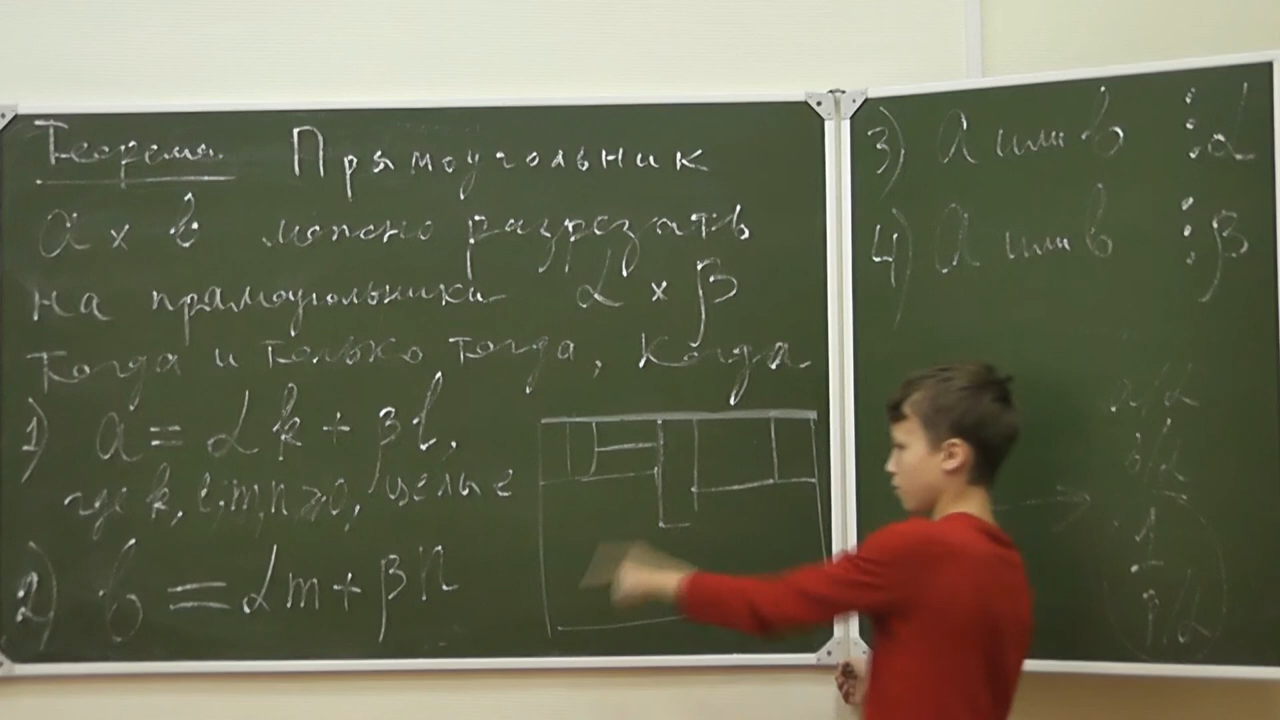 Теорема. Прямоугольник
a × b можно разрезать
на прямоугольники α × β
тогда и только тогда, когда
1) a = αk + βl,
где k, l, m, n ⩾ 0, целые
2) b = αm + βn
3) a или b ⋮ α
4) a или b ⋮ β